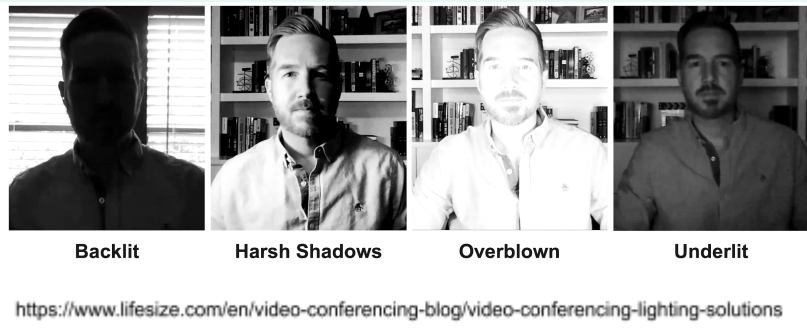 Backlit Harsh Shadows Overblown Underlit
https://www.lifesize.com/en/video-conferencing-blog/video-conferencing-lighting-solutions